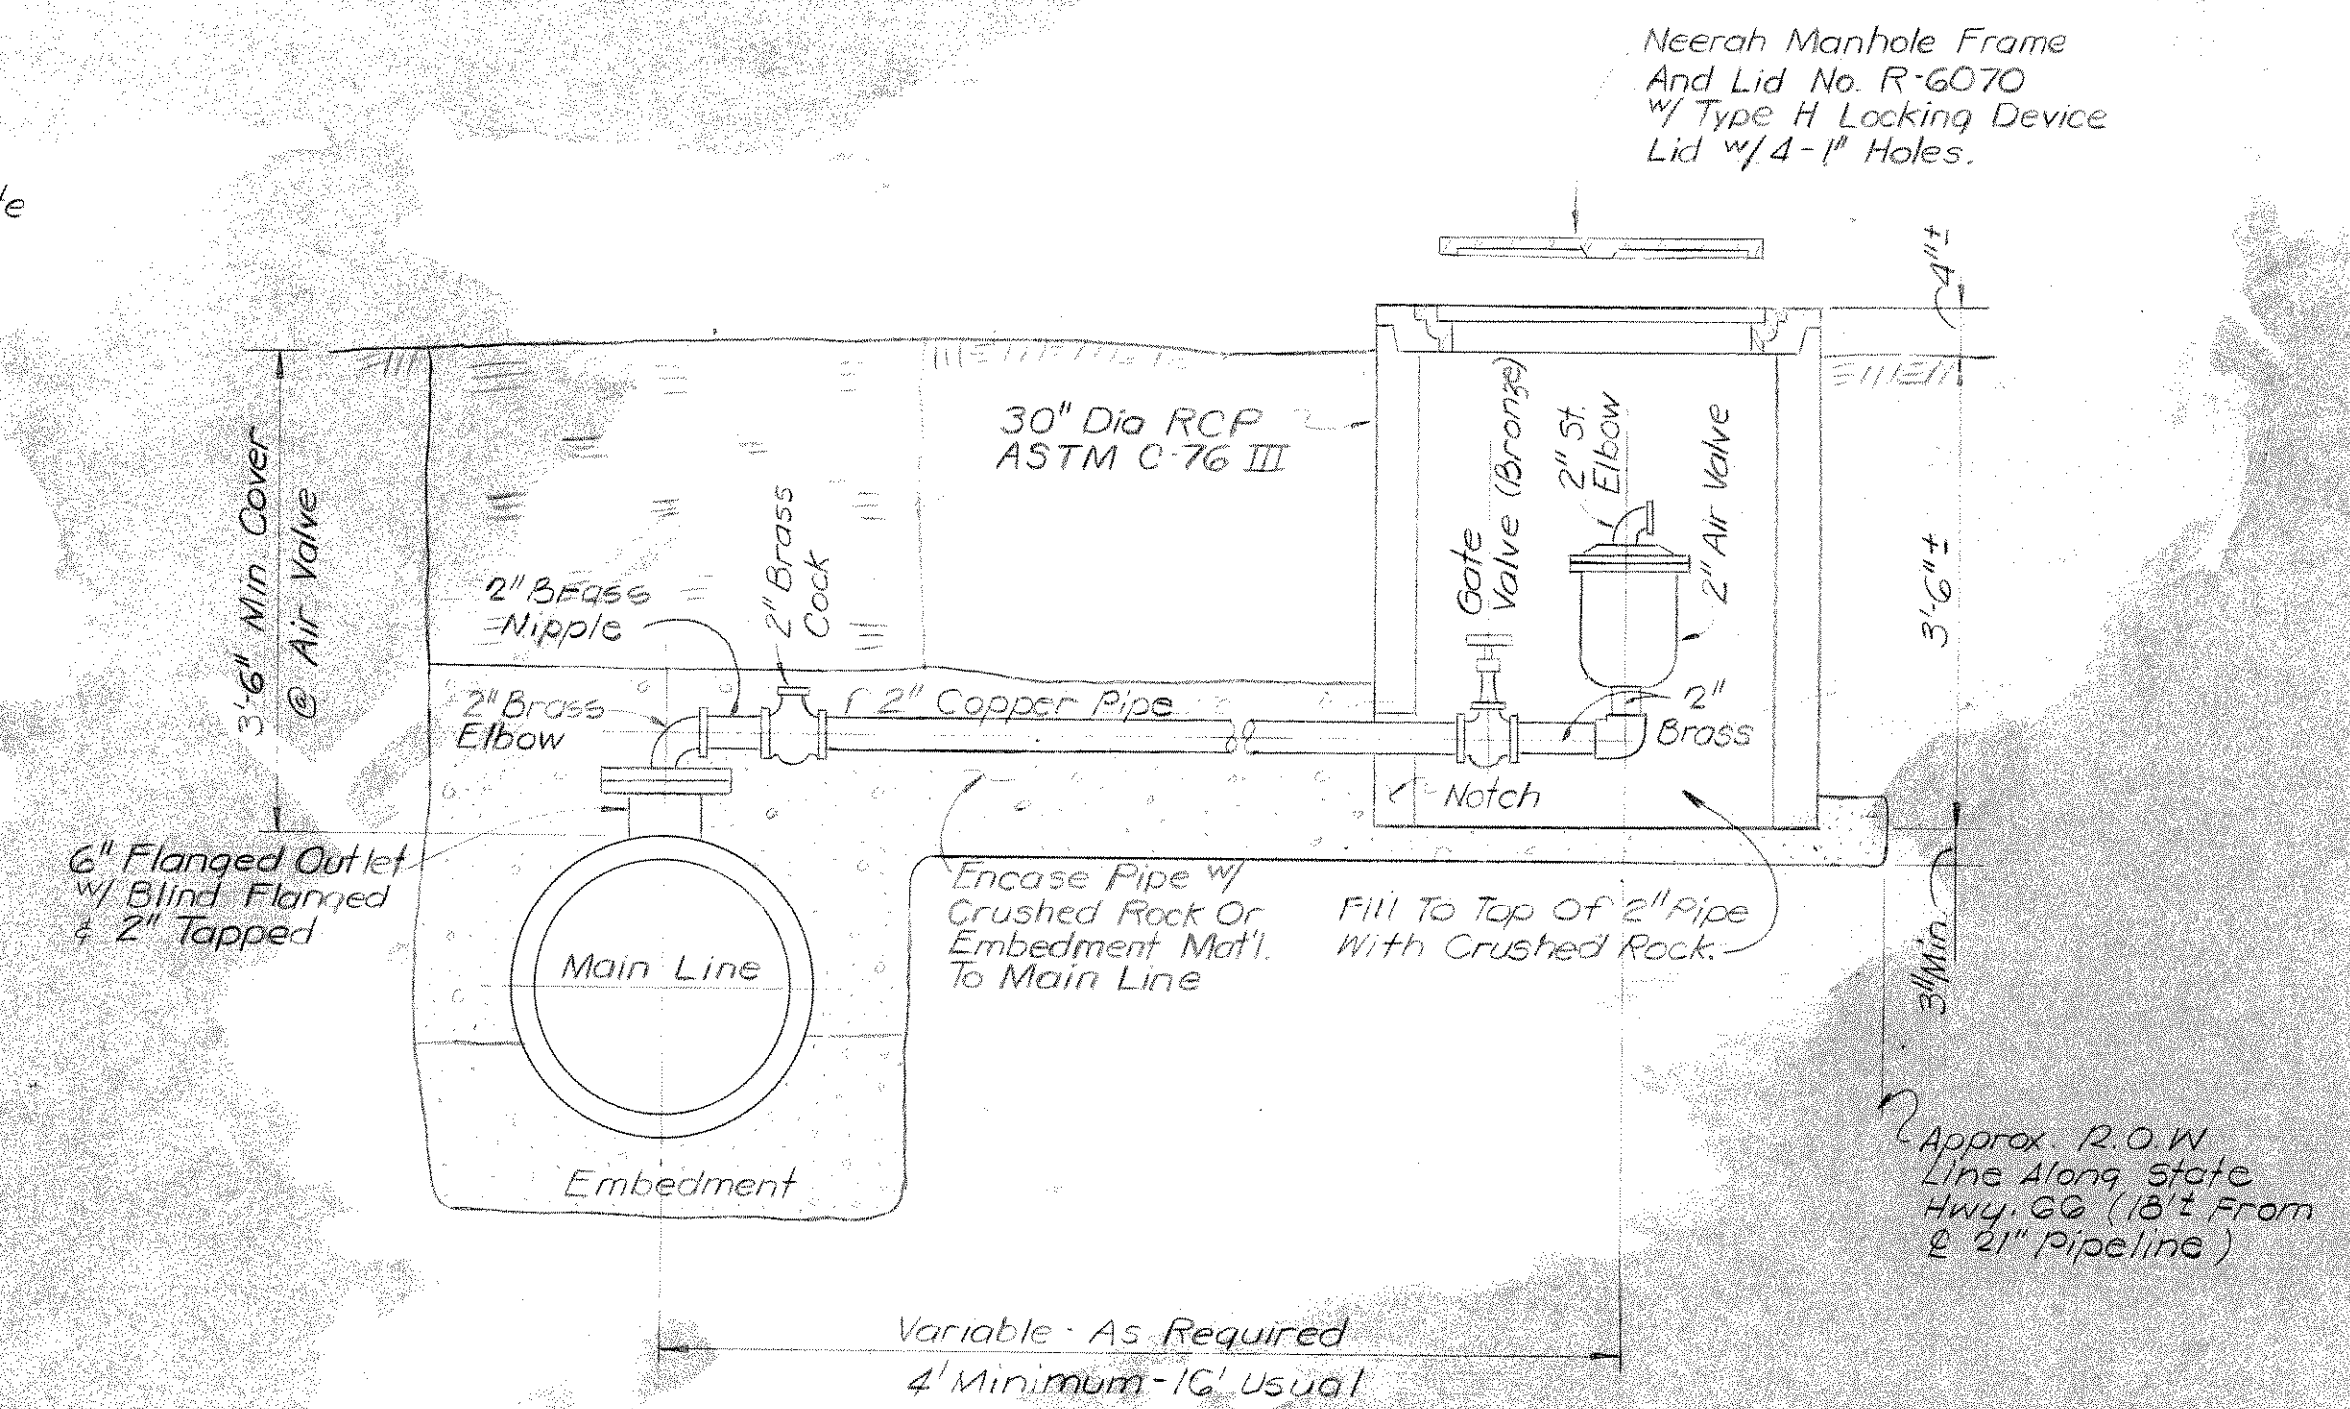 Neerah Manhole Frame
And Lid No. R-6070
w/ Type H Locking Device
Lid w/ 4-1" Holes.
4"±
30" Dia RCP
ASTM C-76 III
Gate
Valve (Bronze)
2" St.
Elbow
2" Air Valve
3'-6"±
3'-6" Min. Cover
@ Air Valve
2" Brass
Nipple
2" Brass
Cock
2" Brass
Elbow
2" Copper Pipe
2"
Brass
Notch
6" Flanged Outlet
w/ Blind Flanged
& 2" Tapped
Encase Pipe w/
Crushed Rock Or
Embedment Mat'l.
To Main Line
Fill To Top Of 2" Pipe
With Crushed Rock.
3" Min.
Main Line
Embedment
Approx. R.O.W
Line Along State
Hwy. 66 (18'± From
℄ 21" Pipeline)
Variable - As Required
4' Minimum - 16' Usual